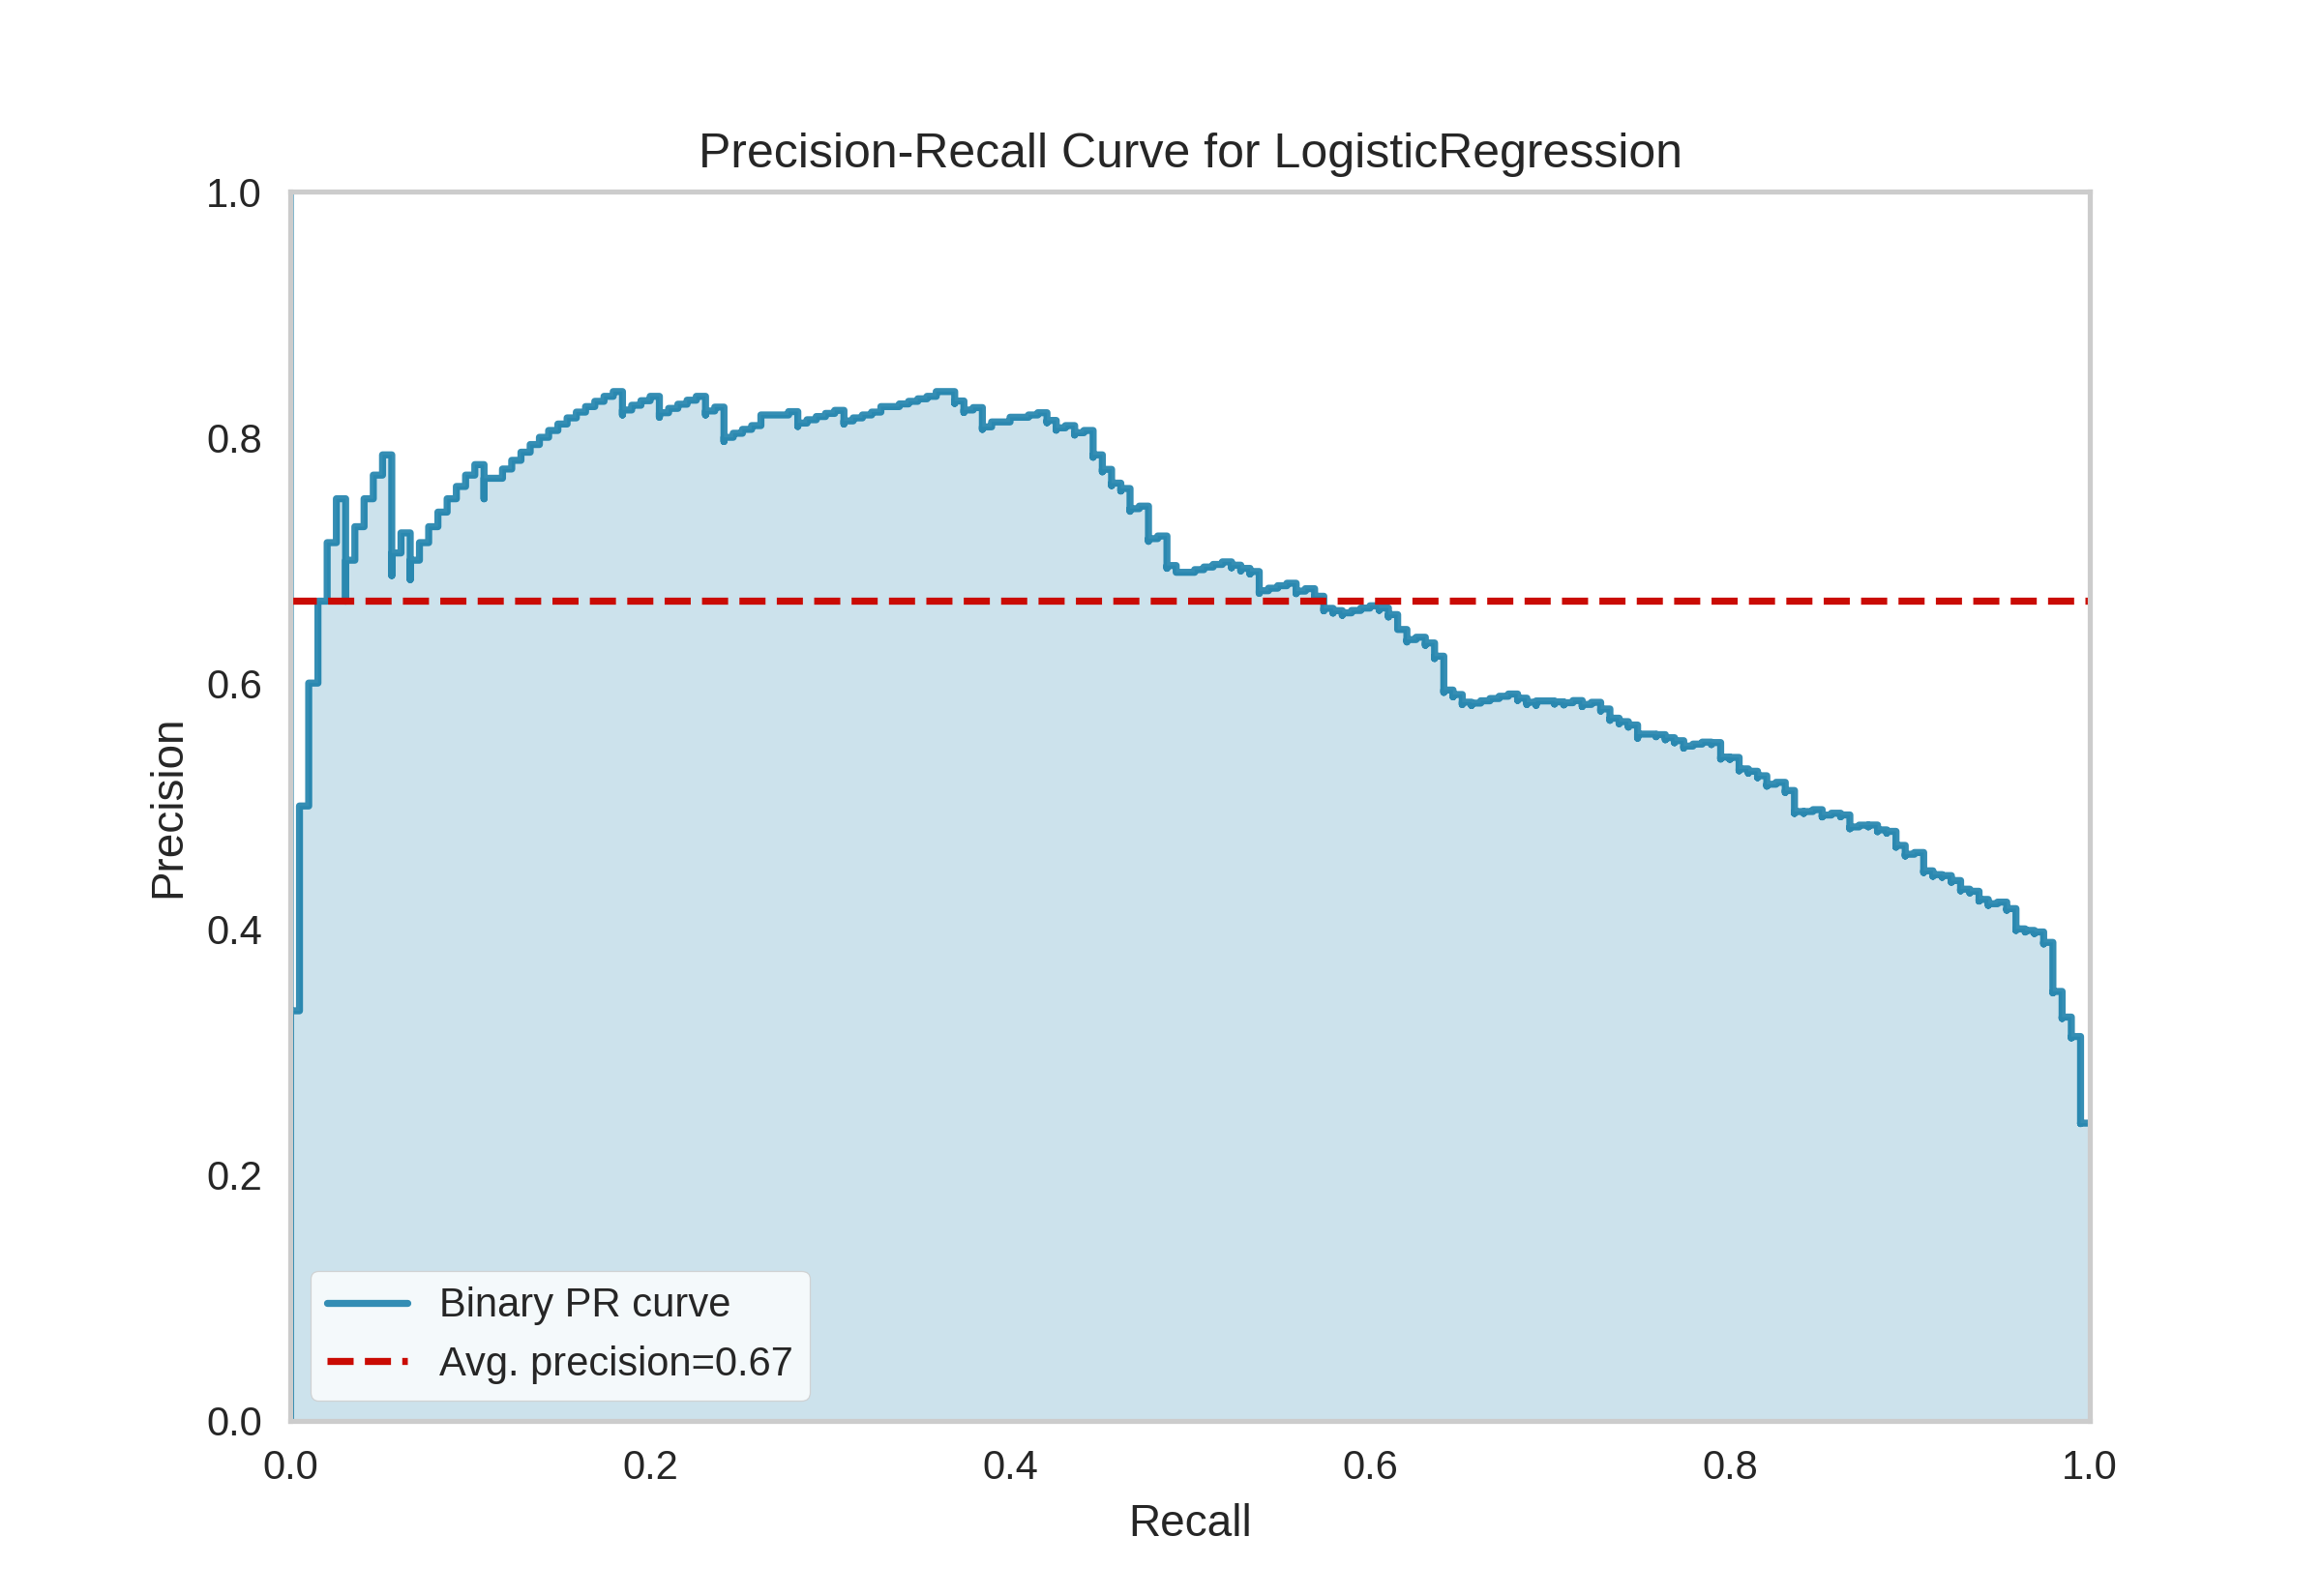 Precision-Recall Curve for LogisticRegression
1.0
0.8
0.6
0.4
0.2
0.0
Precision
Binary PR curve
Avg. precision=0.67
0.0 0.2 0.4 0.6 0.8 1.0
Recall